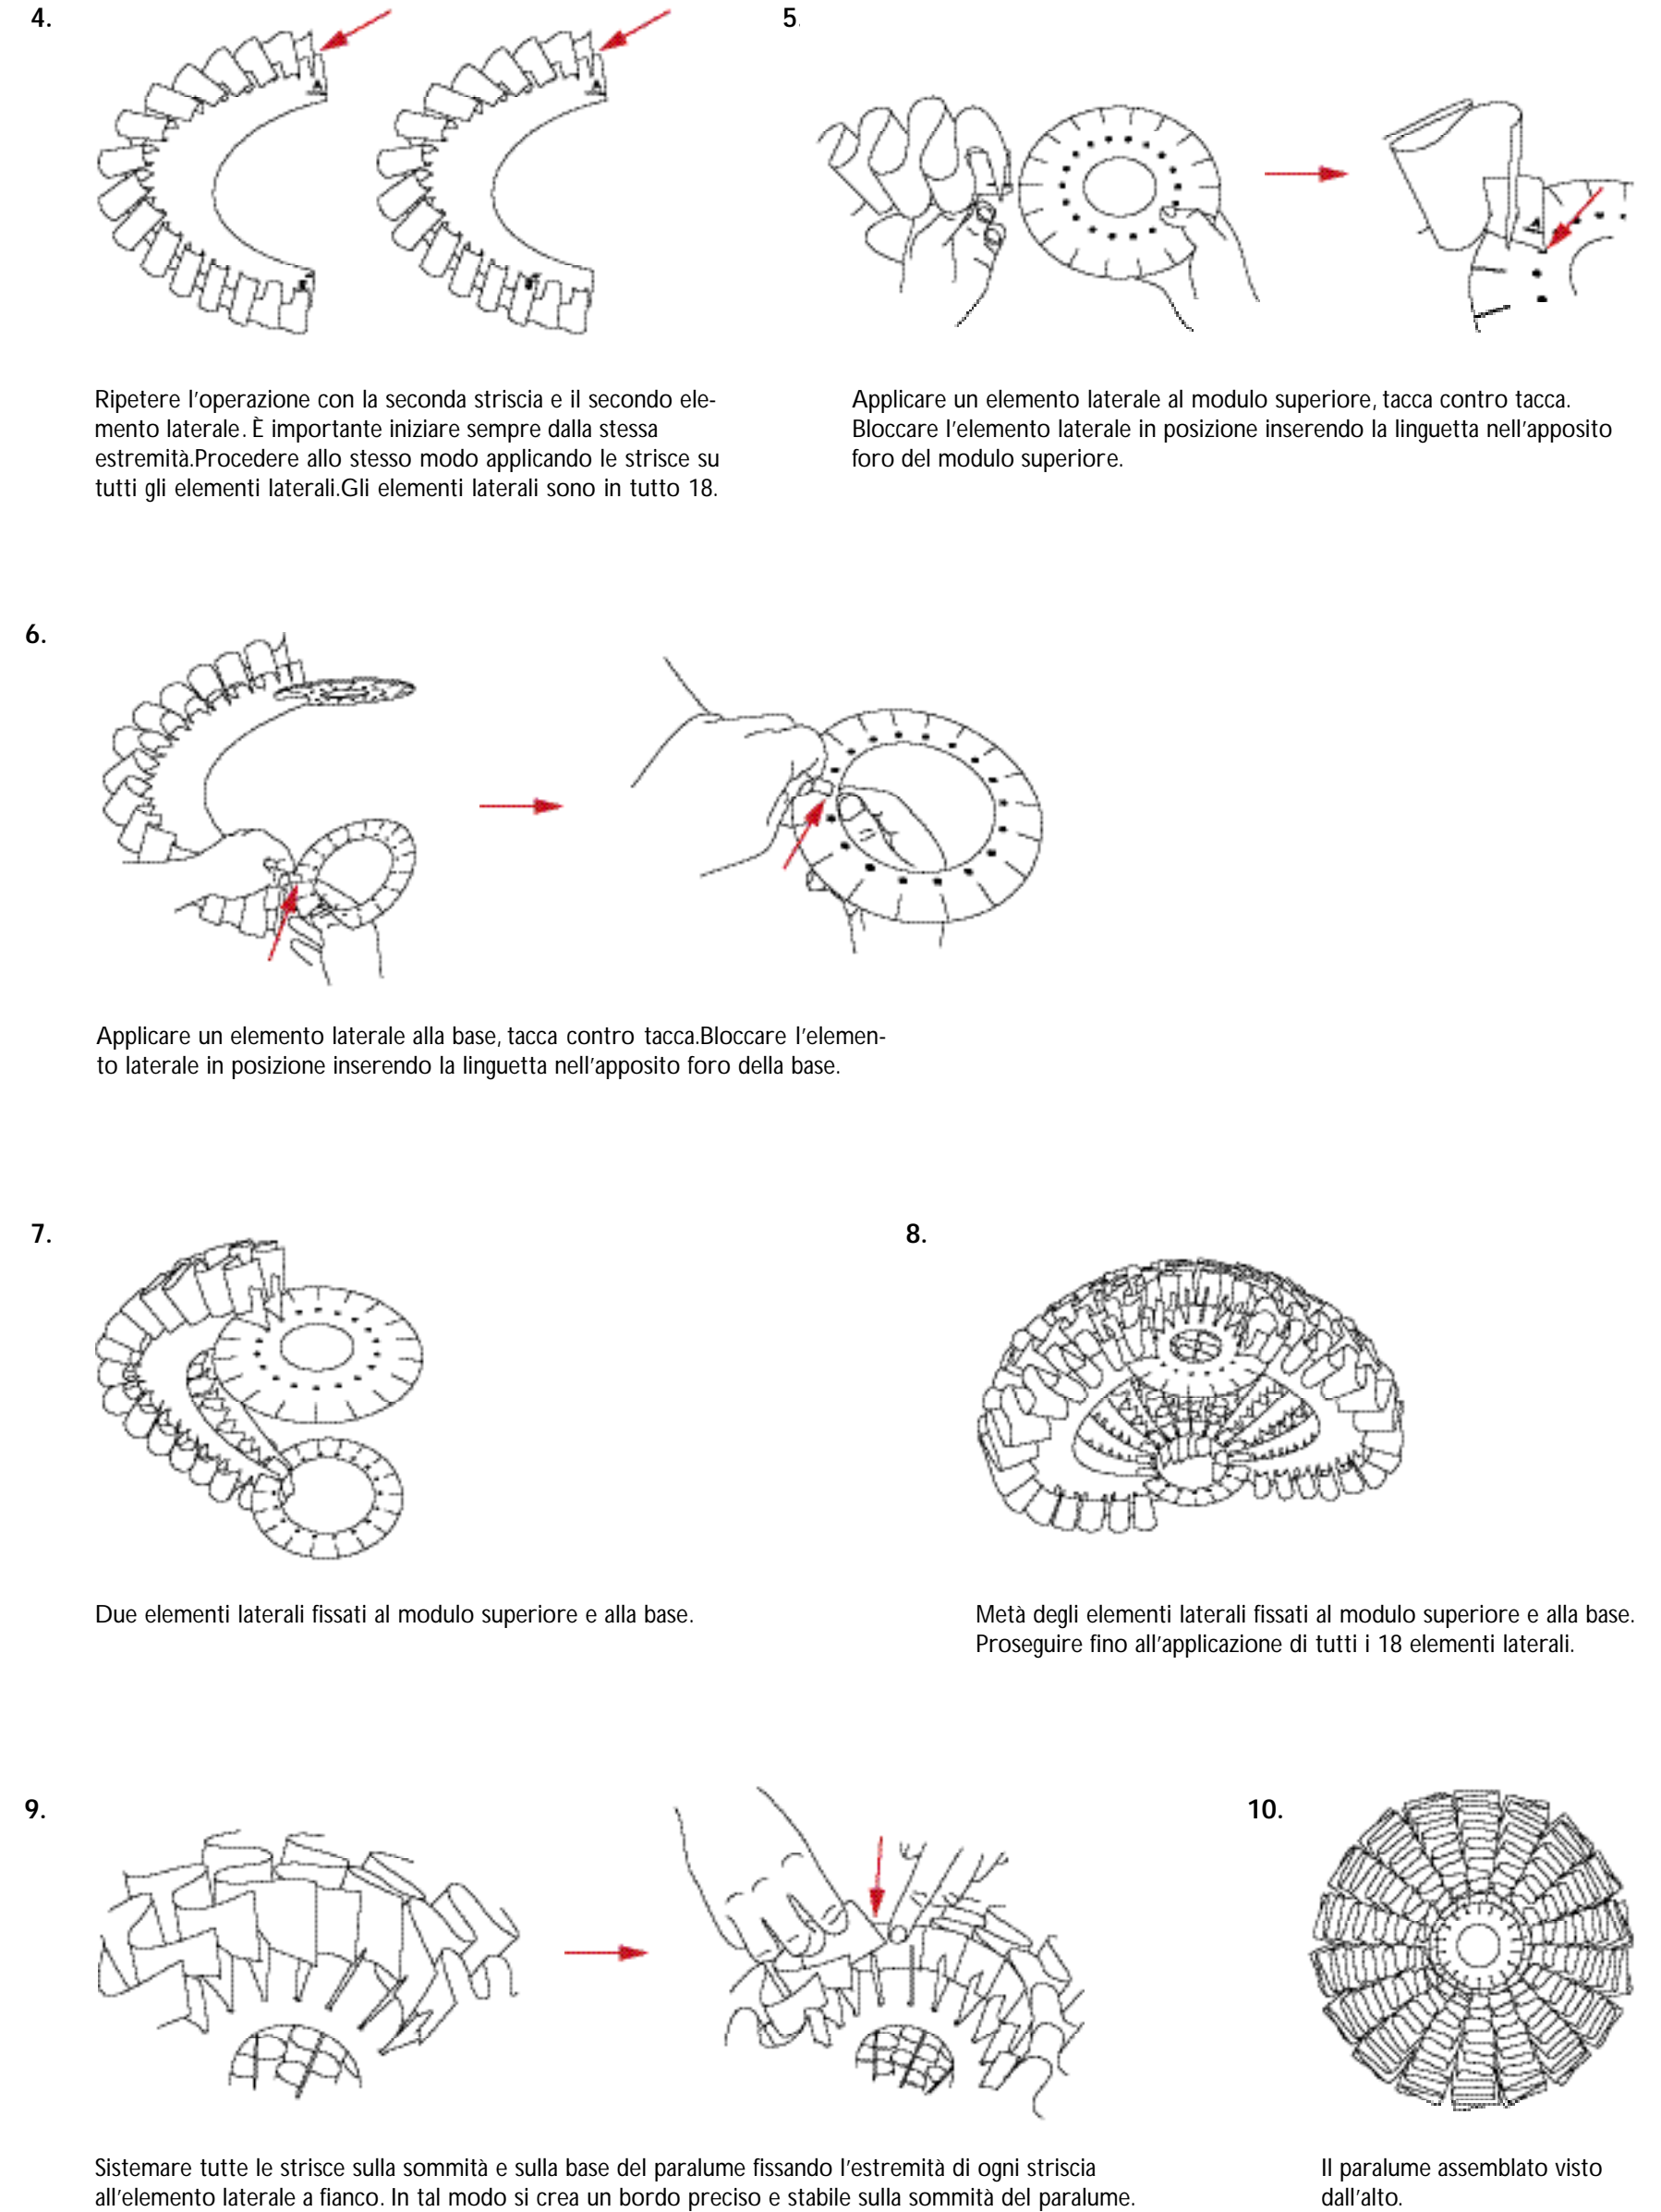 4.
Ripetere l'operazione con la seconda striscia e il secondo ele-
mento laterale. È importante iniziare sempre dalla stessa
estremità.Procedere allo stesso modo applicando le strisce su
tutti gli elementi laterali.Gli elementi laterali sono in tutto 18.
5.
Applicare un elemento laterale al modulo superiore, tacca contro tacca.
Bloccare l'elemento laterale in posizione inserendo la linguetta nell'apposito
foro del modulo superiore.
6.
Applicare un elemento laterale alla base, tacca contro tacca.Bloccare l'elemen-
to laterale in posizione inserendo la linguetta nell'apposito foro della base.
7.
Due elementi laterali fissati al modulo superiore e alla base.
8.
Metà degli elementi laterali fissati al modulo superiore e alla base.
Proseguire fino all'applicazione di tutti i 18 elementi laterali.
9.
Sistemare tutte le strisce sulla sommità e sulla base del paralume fissando l'estremità di ogni striscia
all'elemento laterale a fianco. In tal modo si crea un bordo preciso e stabile sulla sommità del paralume.
10.
Il paralume assemblato visto
dall'alto.